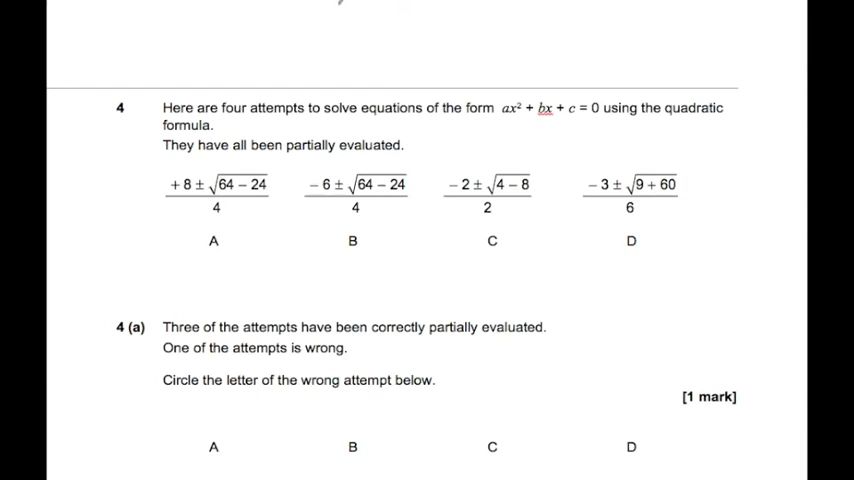 4 Here are four attempts to solve equations of the form ax² + bx + c = 0 using the quadratic
formula.
They have all been partially evaluated.
+ 8 ± √64 – 24 – 6 ± √64 – 24 – 2 ± √4 – 8 – 3 ± √9 + 60
4 4 2 6
A B C D
4 (a) Three of the attempts have been correctly partially evaluated.
One of the attempts is wrong.
Circle the letter of the wrong attempt below.
[1 mark]
A B C D